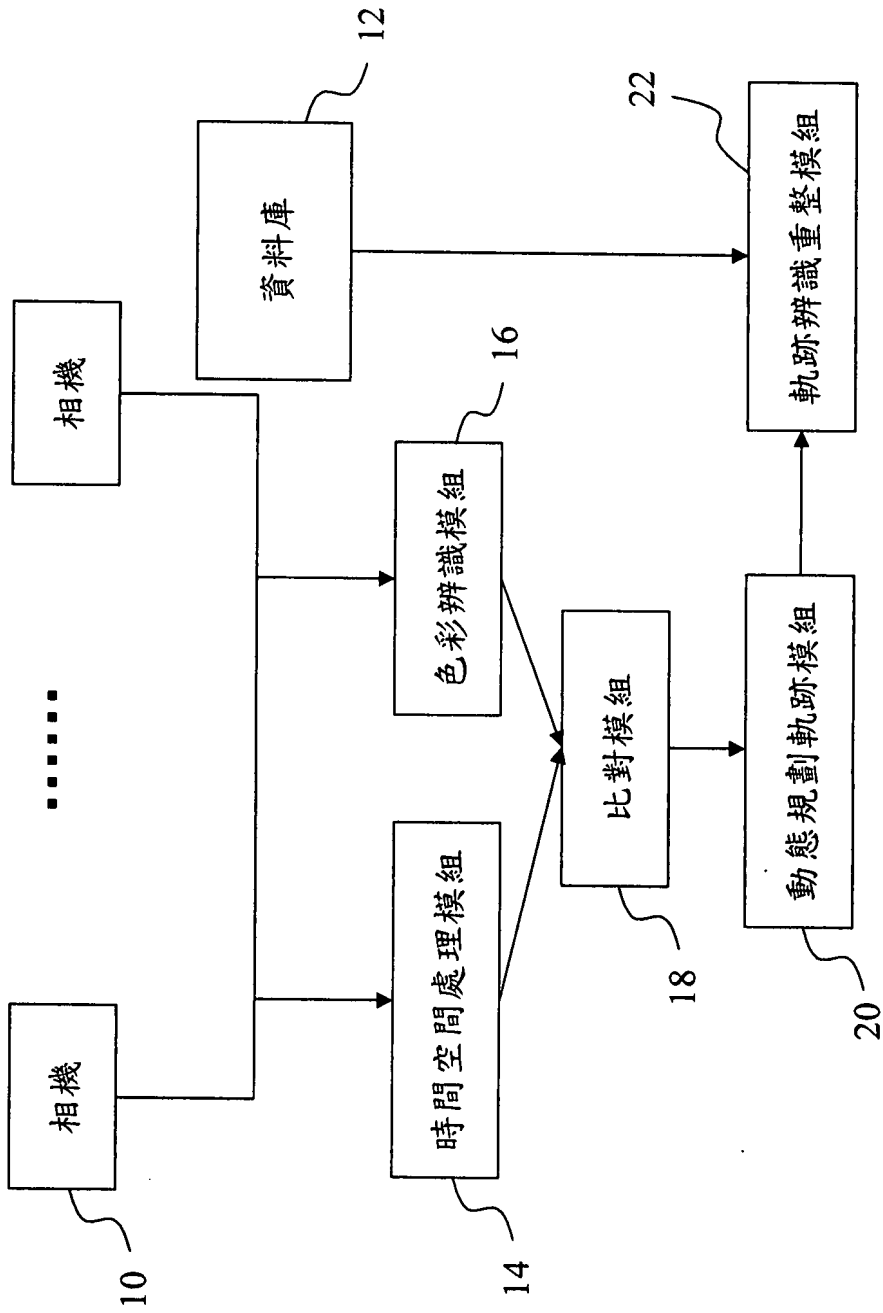 相機
10
......
相機
資料庫
12
時間空間處理模組
14
色彩辨識模組
16
比對模組
18
動態規劃軌跡模組
20
軌跡辨識重整模組
22